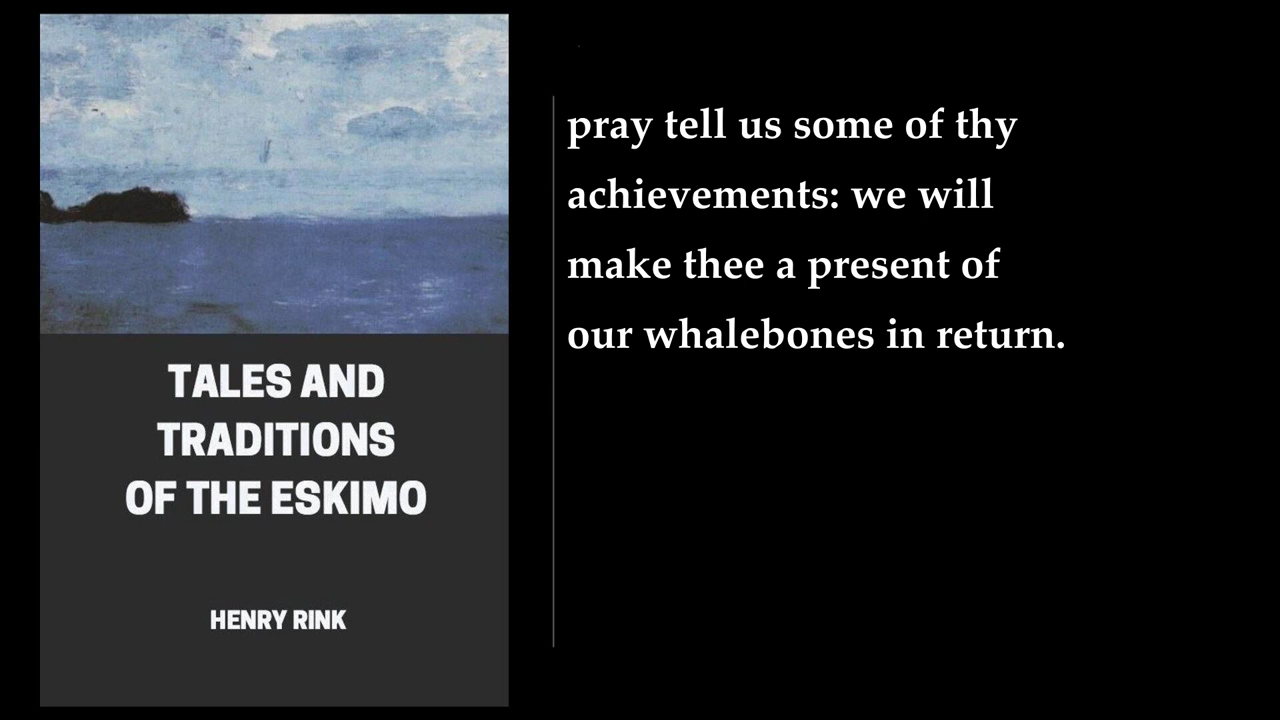 TALES AND
TRADITIONS
OF THE ESKIMO
HENRY RINK
pray tell us some of thy
achievements: we will
make thee a present of
our whalebones in return.